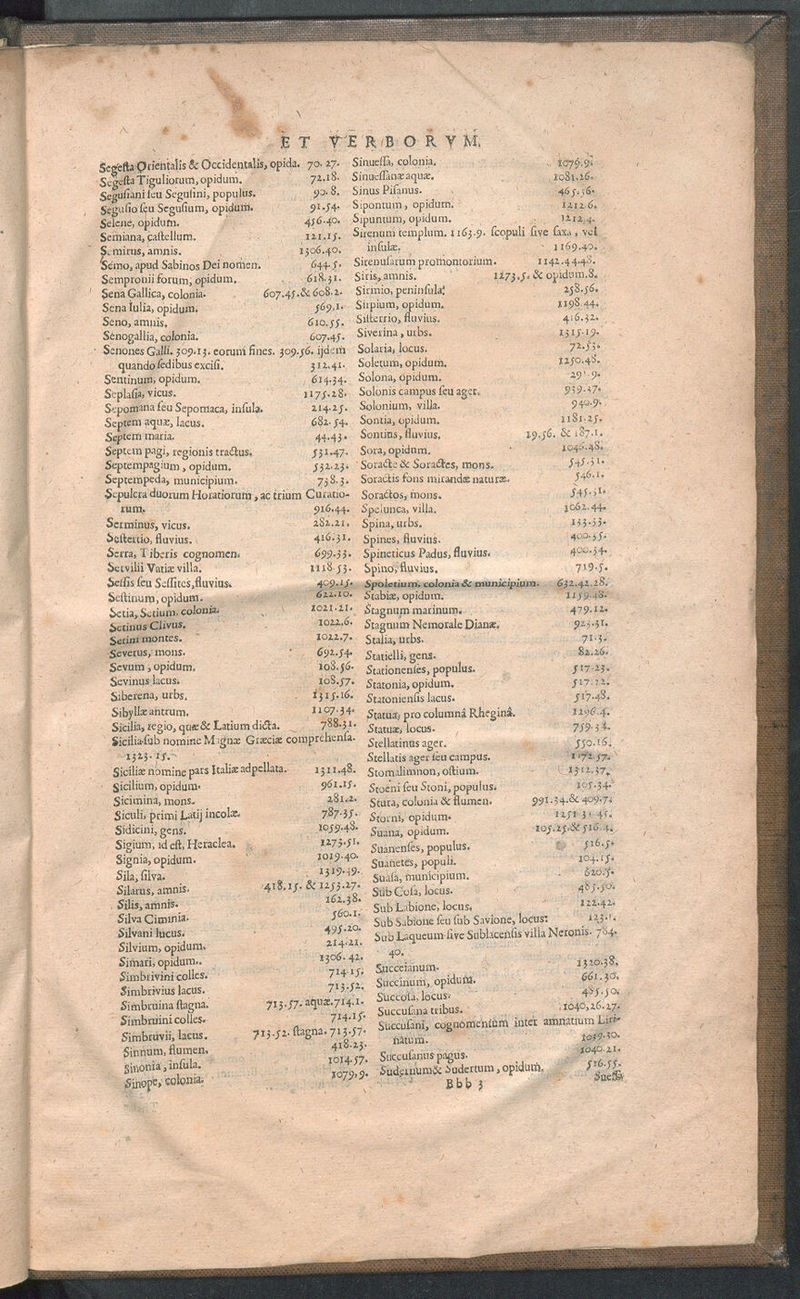 ET VERBORVM.
Segesta Orientalis & Occidentalis, opida. 70. 27.
Segesta Tiguliorum, opidum. 72.18.
Segusiani seu Segusini, populus. 90. 8.
Segusio seu Segusium, opidum. 91.54.
Selene, opidum. 456.40.
Semana, castellum. 121.15.
Semirus, amnis. 1306.40.
Semo, apud Sabinos Dei nomen. 644.5.
Sempronii forum, opidum. 618.31.
Sena Gallica, colonia. 607.45.& 608.2.
Sena Iulia, opidum. 569.1.
Seno, amnis. 610.55.
Senogallia, colonia. 607.45.
Senones Galli. 309.13. eorum fines. 309.56. ijdem
quando sedibus excisi. 312.41.
Sentinum, opidum. 614.34.
Seplasia, vicus. 1175.28.
Sepomana seu Sepomaca, insula. 214.25.
Septem aquæ, lacus. 682.54.
Septem maria. 44.43.
Septem pagi, regionis tractus. 531.47.
Septempagium, opidum. 532.23.
Septempeda, municipium. 738.3.
Sepulcra duorum Horatiorum, ac trium Curatio-
rum. 916.44.
Serminus, vicus. 282.21.
Sestertio, fluvius. 416.31.
Serra, Tiberis cognomen. 699.33.
Servilii Vatiæ villa. 1118.53.
Sessis seu Sessites, fluvius. 409.15.
Sestinum, opidum. 622.10.
Setia, Setium, colonia. 1021.21.
Setinus Clivus. 1022.6.
Setini montes. 1022.7.
Severus, mons. 692.54.
Sevum, opidum. 108.56.
Sevinus lacus. 108.57.
Siberena, urbs. 1315.16.
Sibyllæ antrum. 1107.34.
Sicilia, regio, quæ & Latium dicta. 788.31.
Sicilia sub nomine Magnæ Græciæ comprehensa.
1323.15.
Siciliæ nomine pars Italiæ adpellata. 1311.48.
Sicilium, opidum. 961.15.
Sicimina, mons. 281.2.
Siculi, primi Latij incolæ. 787.35.
Sidicini, gens. 1059.48.
Sigium, id est, Heraclea. 1273.51.
Signia, opidum. 1029.40.
Sila, silva. 1319.39.
Silarus, amnis. 418.15. & 1253.27.
Silis, amnis. 162.38.
Silva Ciminia. 560.1.
Silvani lucus. 495.20.
Silvium, opidum. 214.21.
Simari, opidum. 1306.42.
Simbrivini colles. 714.15.
Simbrivius lacus. 713.52.
Simbruina stagna. 713.57. aquæ. 714.1.
Simbruini colles. 714.15.
Simbruvii, lacus. 713.52. stagna. 713.57.
Sinnum, flumen. 418.23.
Sinonia, insula. 1014.57.
Sinope, colonia. 1079.9.
Sinuessa, colonia. 1079.9.
Sinuessanæ aquæ. 1081.26.
Sinus Pisanus. 465.36.
Sipontum, opidum. 1212.6.
Sipuntum, opidum. 1212.4.
Sirenum templum. 1163.9. scopuli sive saxa, vel
insulæ. 1169.40.
Sirenusarum promontorium. 1142.44.48.
Siris, amnis. 1273.5. & opidum.8.
Sirmio, peninsula. 258.56.
Sirpium, opidum. 1198.44.
Sisterrio, fluvius. 416.32.
Siverina, urbs. 1315.19.
Solaria, locus. 72.53.
Soletum, opidum. 1250.48.
Solona, opidum. 9.
Solonis campus seu ager. 939.37.
Solonium, villa. 940.9.
Sontia, opidum. 1181.25.
Sontius, fluvius. 19.56. & 187.1.
Sora, opidum. 1046.48.
Soracte & Soractes, mons. 545.31.
Soractis fons mirandæ naturæ. 546.1.
Soractos, mons. 545.31.
Spelunca, villa. 1062.44.
Spina, urbs. 133.53.
Spines, fluvius. 400.35.
Spineticus Padus, fluvius. 400.34.
Spino, fluvius. 719.5.
Spoletium, colonia & municipium. 632.42.28.
Stabiæ, opidum. 1159.48.
Stagnum marinum. 479.12.
Stagnum Nemorale Dianæ. 923.31.
Stalia, urbs. 71.3.
Statielli, gens. 82.26.
Stationenses, populus. 517.23.
Statonia, opidum. 517.12.
Statoniensis lacus. 517.48.
Statua, pro columnâ Rheginâ. 1296.4.
Statuæ, locus. 759.34.
Stellatinus ager. 550.16.
Stellatis ager seu campus. 1172.57.
Stomalimnon, ostium. 1312.37.
Stoëni seu Stoni, populus. 105.34.
Stura, colonia & flumen. 991.34.& 409.7.
Sturni, opidum. 1251.31.45.
Suana, opidum. 105.25.& 516.4.
Suanenses, populus. 516.5.
Suanetes, populi. 104.15.
Suasa, municipium. 620.5.
Sub Cosa, locus. 485.50.
Sub Labione, locus. 122.42.
Sub Sabione seu sub Savione, locus. 123.1.
Sub Laqueum sive Sublacensis villa Neronis. 784.
40.
Succeianum. 1320.38.
Succinum, opidum. 661.30.
Succosa, locus. 485.50.
Succusana tribus. 1040.26.27.
Succusani, cognomentum inter amnatium Liri-
natum. 1039.30.
Succusanus pagus. 1040.21.
Sudernum & Sudertum, opidum. 516.55.
Bbb 3
Suessa